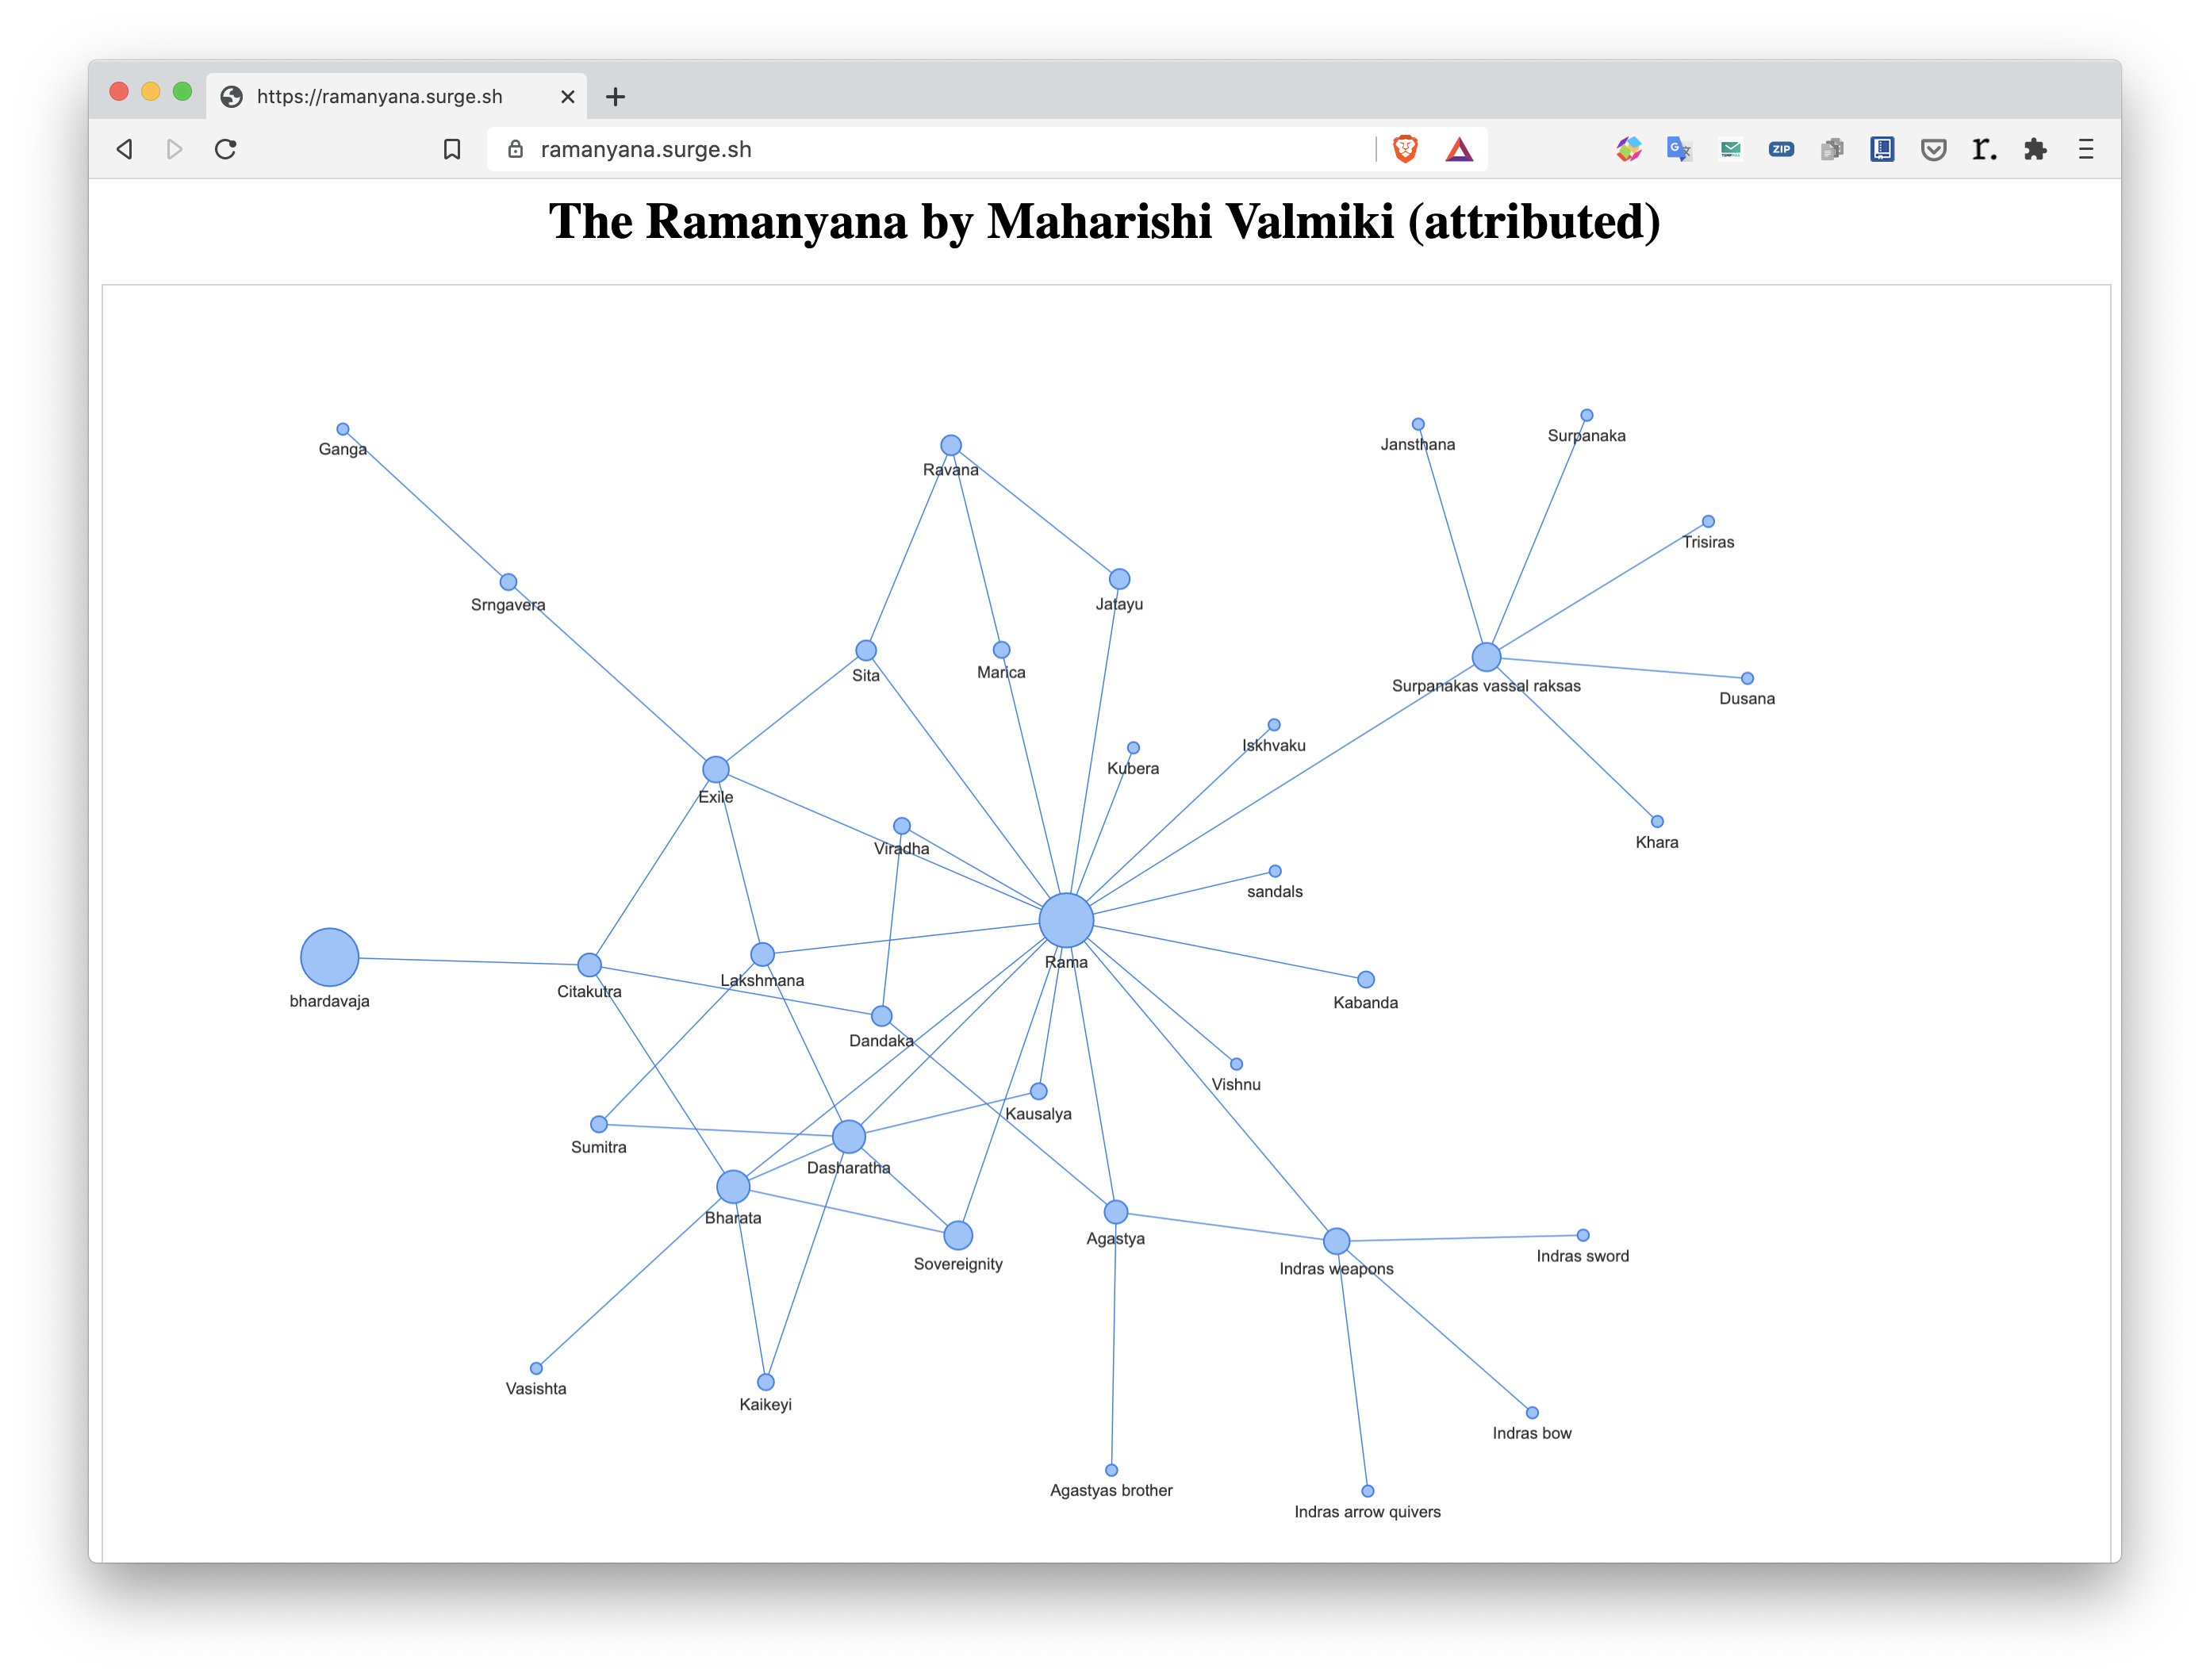 https://ramanyana.surge.sh
ramanyana.surge.sh
ZIP
r.
The Ramanyana by Maharishi Valmiki (attributed)
Surpanaka
Jansthana
Ganga
Ravana
Trisiras
Jatayu
Srngavera
Marica
Sita
Surpanakas vassal raksas
Dusana
Iskhvaku
Kubera
Exile
Khara
Viradha
sandals
Rama
Lakshmana
Citakutra
bhardavaja
Kabanda
Dandaka
Vishnu
Kausalya
Sumitra
Dasharatha
Bharata
Agastya
Indras sword
Sovereignity
Indras weapons
Vasishta
Kaikeyi
Indras bow
Agastyas brother
Indras arrow quivers